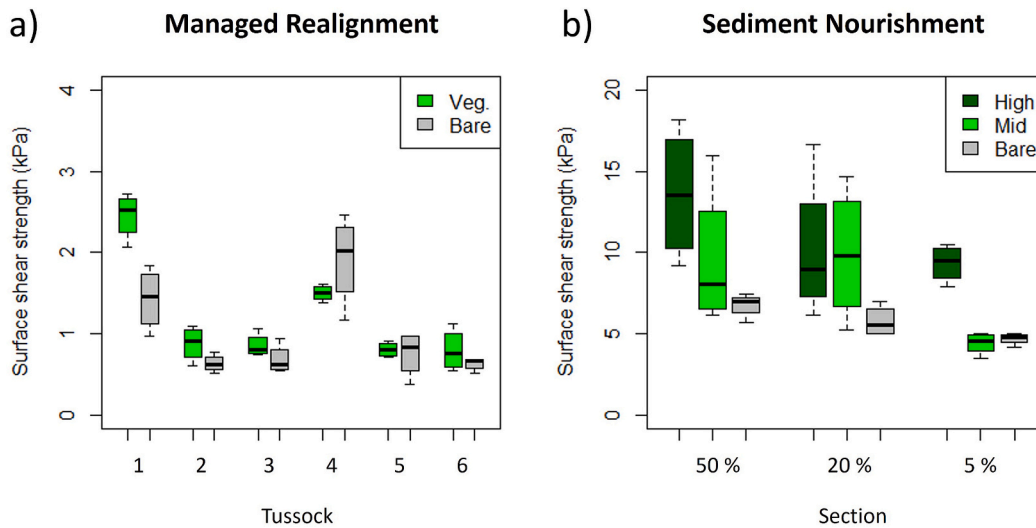 a)
Managed Realignment
Veg.
Bare
Surface shear strength (kPa)
4
3
2
1
0
1 2 3 4 5 6
Tussock
b)
Sediment Nourishment
High
Mid
Bare
Surface shear strength (kPa)
20
15
10
5
0
50 % 20 % 5 %
Section